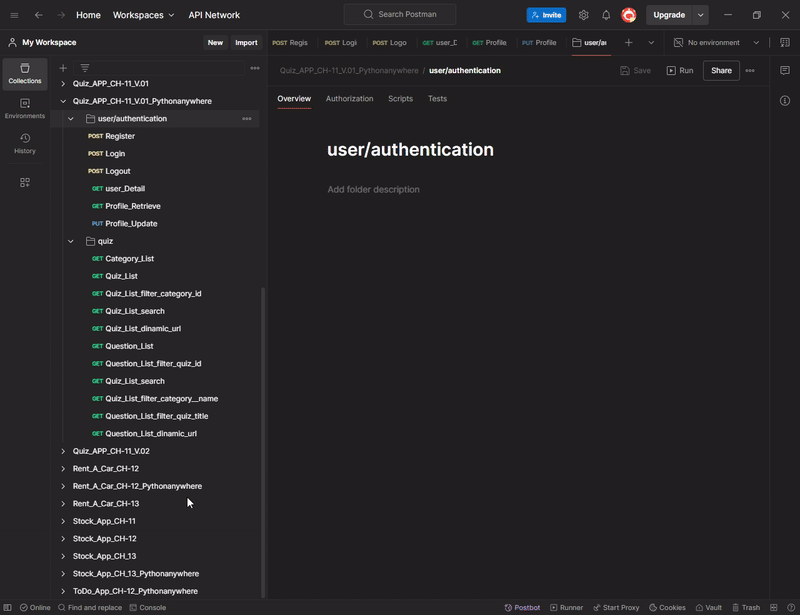 Home Workspaces API Network Search Postman Invite Upgrade
My Workspace New Import POST Regis POST Logi POST Logo GET user_D GET Profile PUT Profile user/au No environment
Collections
Environments
History
Quiz_APP_CH-11_V.01
Quiz_APP_CH-11_V.01_Pythonanywhere
user/authentication
POST Register
POST Login
POST Logout
GET user_Detail
GET Profile_Retrieve
PUT Profile_Update
quiz
GET Category_List
GET Quiz_List
GET Quiz_List_filter_category_id
GET Quiz_List_search
GET Quiz_List_dinamic_url
GET Question_List
GET Question_List_filter_quiz_id
GET Quiz_List_search
GET Quiz_List_filter_category__name
GET Question_List_filter_quiz_title
GET Question_List_dinamic_url
Quiz_APP_CH-11_V.02
Rent_A_Car_CH-12
Rent_A_Car_CH-12_Pythonanywhere
Rent_A_Car_CH-13
Stock_App_CH-11
Stock_App_CH-12
Stock_App_CH_13
Stock_App_CH_13_Pythonanywhere
ToDo_App_CH-12_Pythonanywhere
Quiz_APP_CH-11_V.01_Pythonanywhere / user/authentication Save Run Share
Overview Authorization Scripts Tests
user/authentication
Add folder description
Online Find and replace Console Postbot Runner Start Proxy Cookies Vault Trash